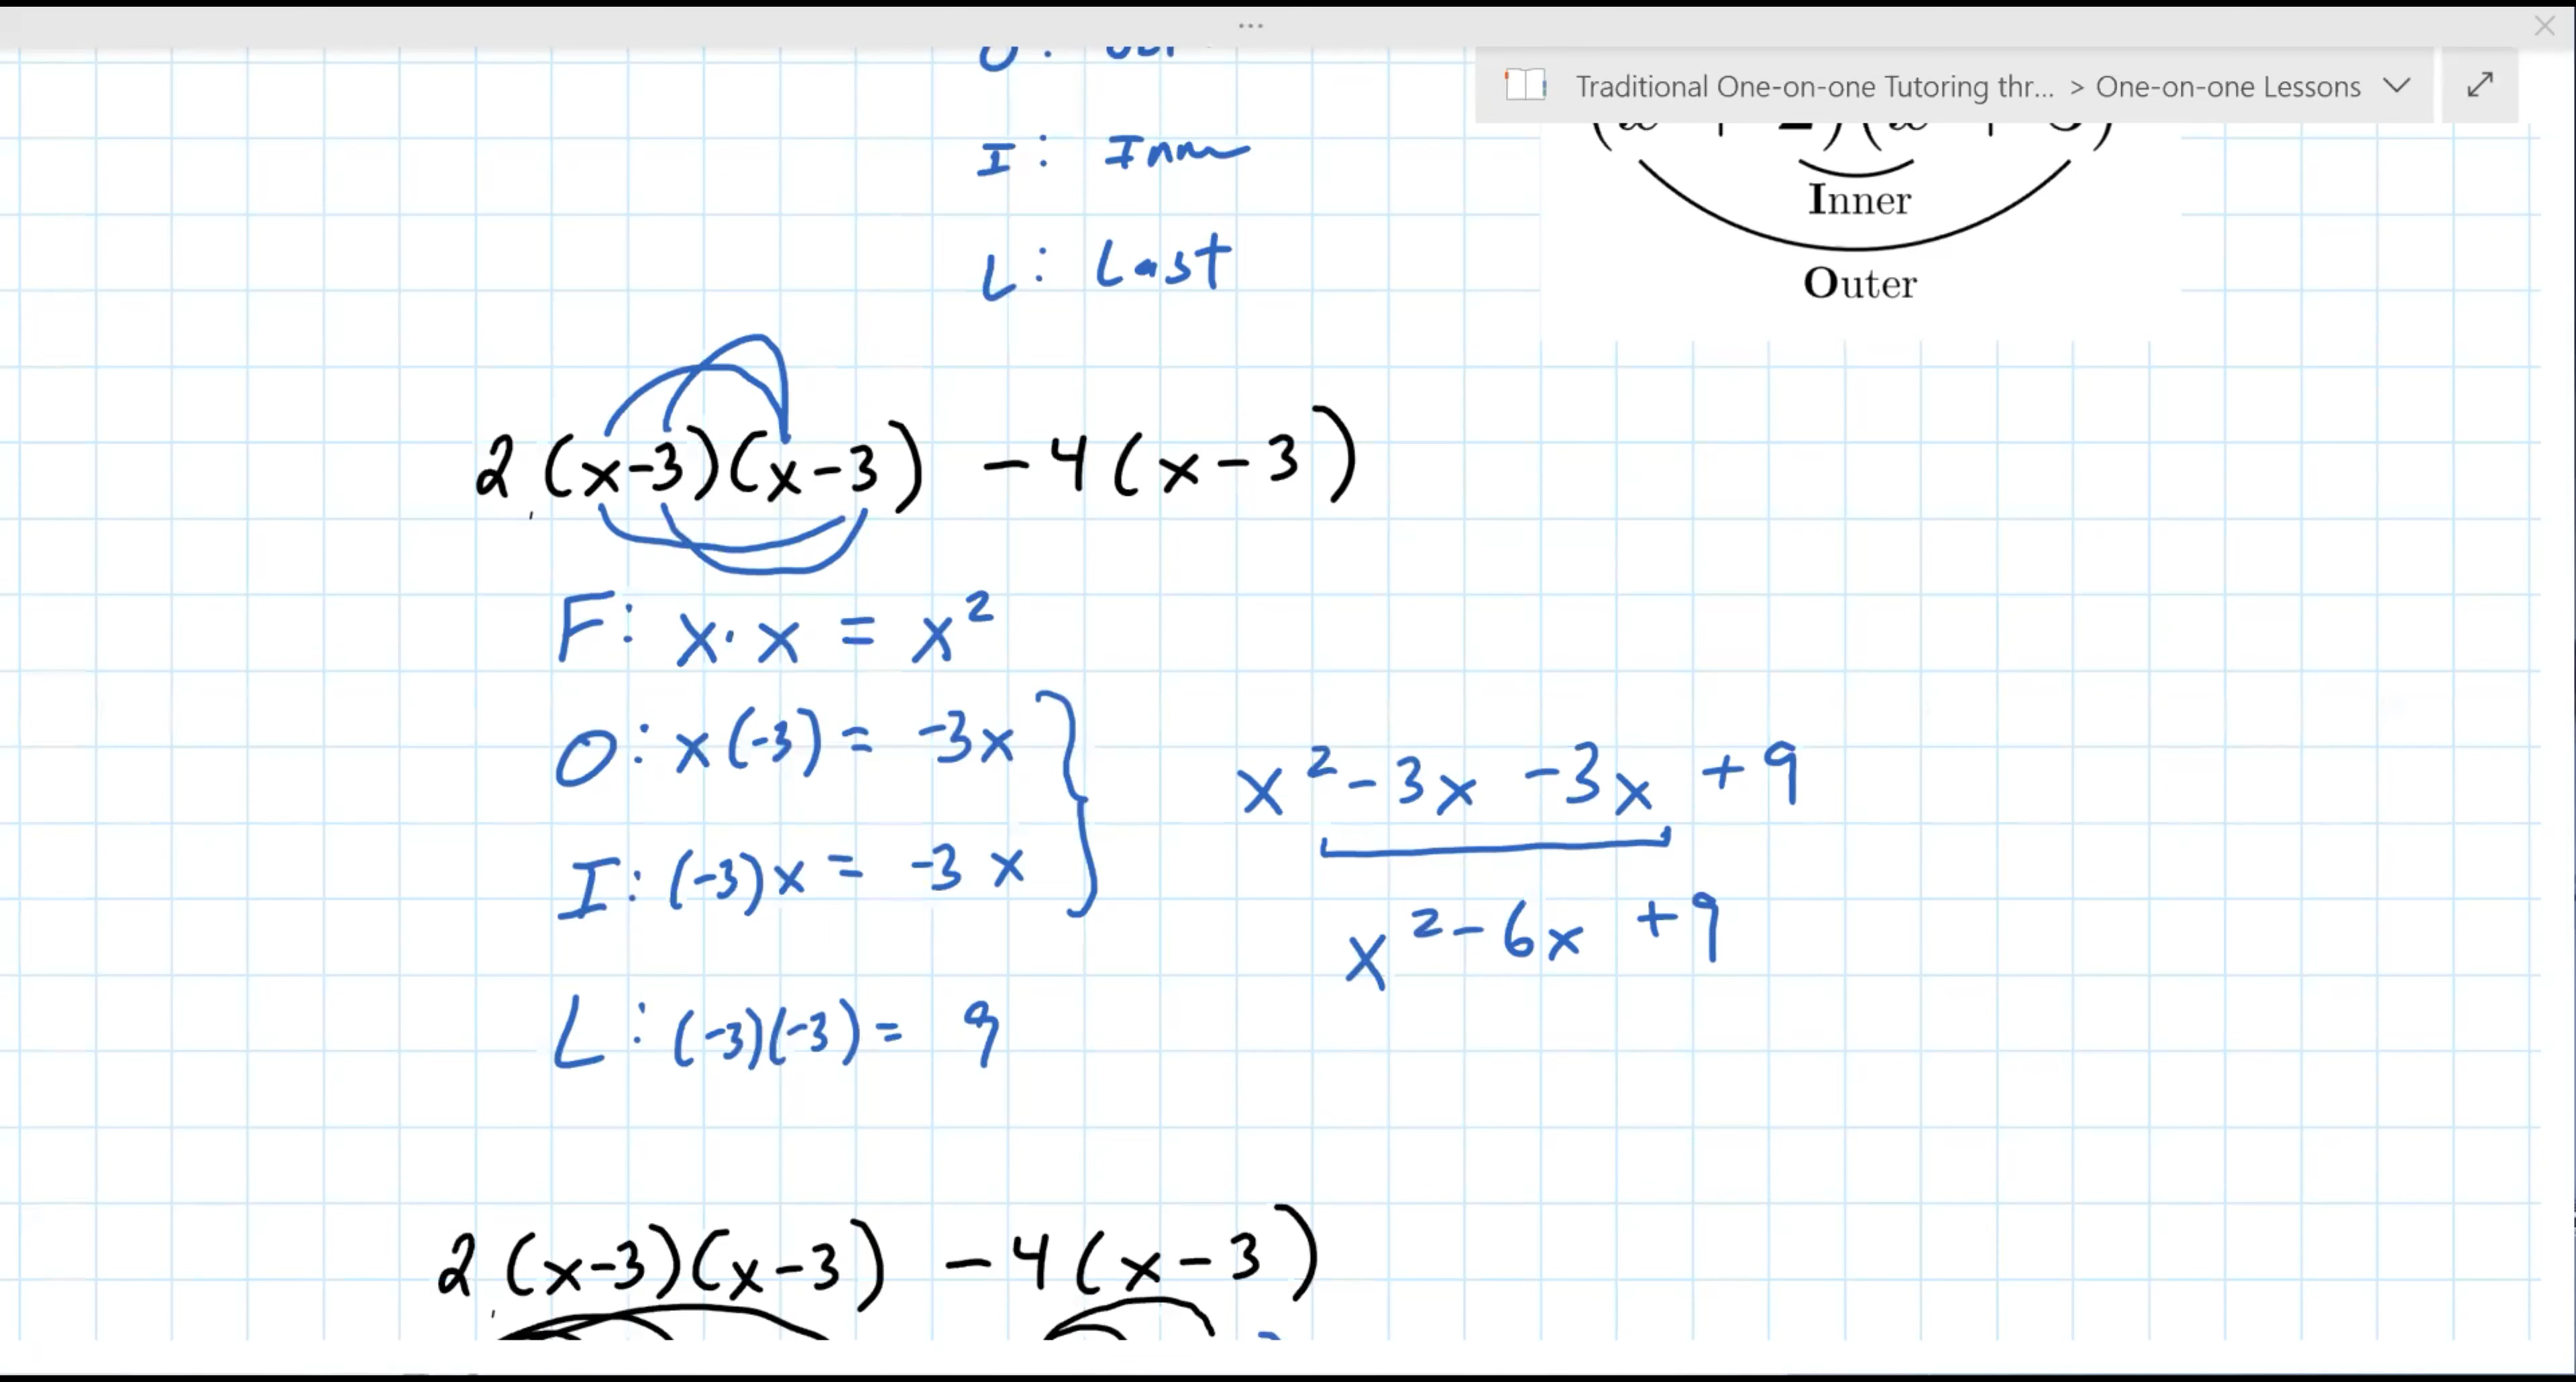 Traditional One-on-one Tutoring thr... > One-on-one Lessons
I: Inn
L: Last
Inner
Outer
2(x-3)(x-3) -4(x-3)
F: x·x = x²
O: x(-3) = -3x
I: (-3)x = -3x
L: (-3)(-3) = 9
x²-3x -3x +9
x²-6x +9
2(x-3)(x-3) -4(x-3)